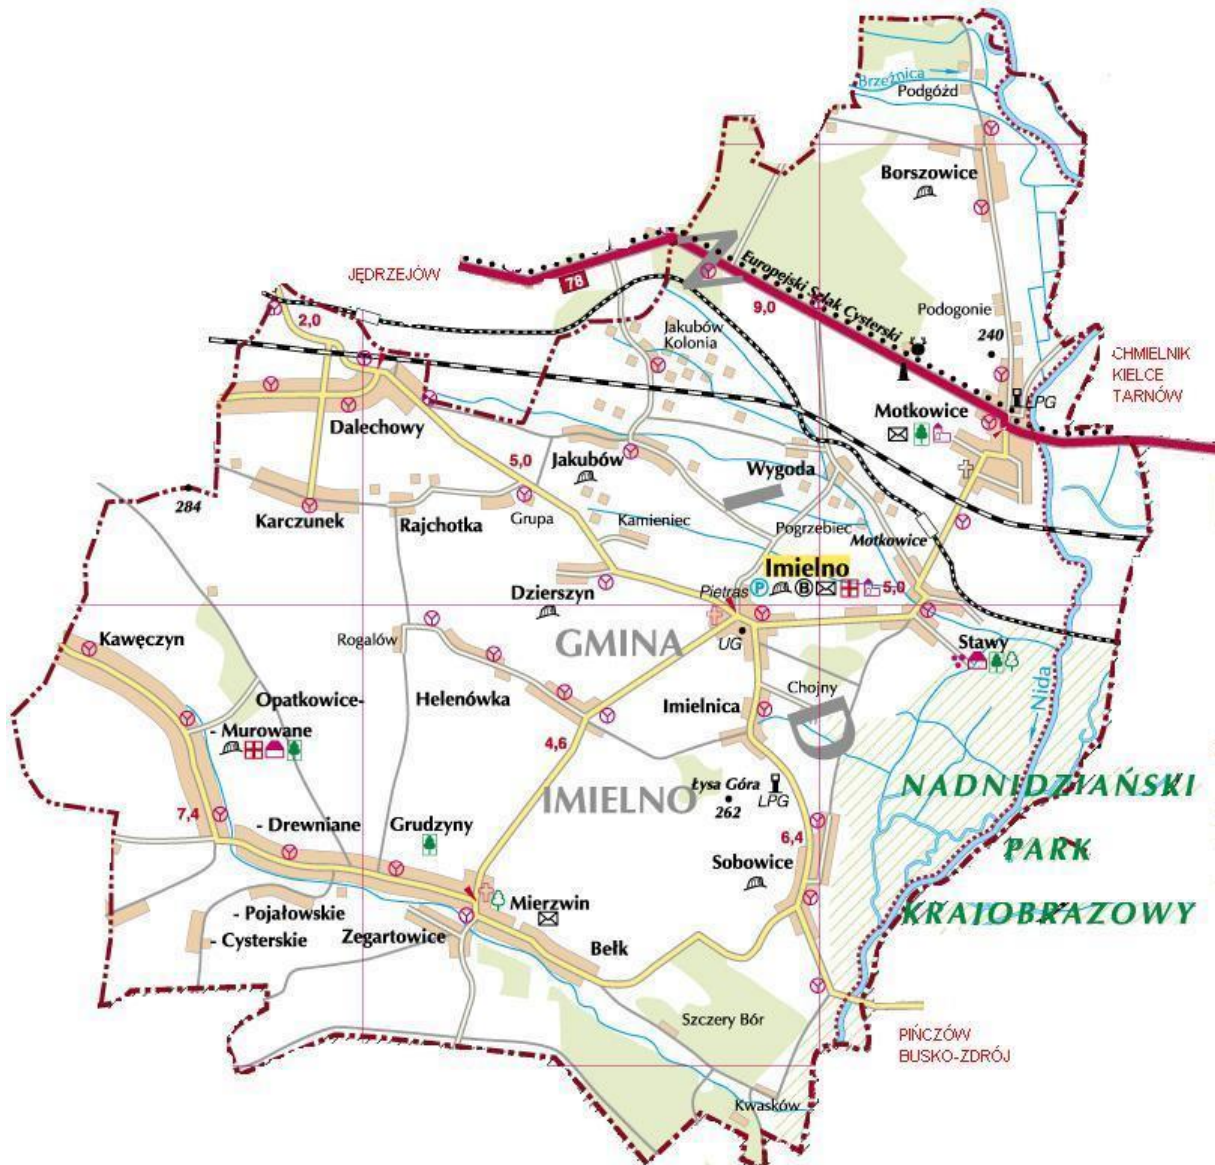 Brzeźnica
Podgóżd
Borszowice
JĘDRZEJÓW
78
Europejski Szlak Cysterski
9,0
2,0
Jakubów
Kolonia
Podogonie
240
CHMIELNIK
KIELCE
TARNÓW
LPG
Motkowice
Dalechowy
5,0
Jakubów
Wygoda
284
Karczunek
Rajchotka
Grupa
Kamieniec
Pogrzebiec
Motkowice
Imielno
Dzierszyn
Pietras
P
B
5,0
Kawęczyn
Rogalów
GMINA
UG
Stawy
Opatkowice-
- Murowane
Helenówka
Imielnica
Chojny
D
Nida
4,6
Łysa Góra
262
LPG
NADNIDZIAŃSKI
IMIELNO
7,4
- Drewniane
Grudzyny
6,4
PARK
Sobowice
KRAJOBRAZOWY
- Pojałowskie
- Cysterskie
Mierzwin
Zegartowice
Bełk
Szczery Bór
PIŃCZÓW
BUSKO-ZDRÓJ
Kwasków